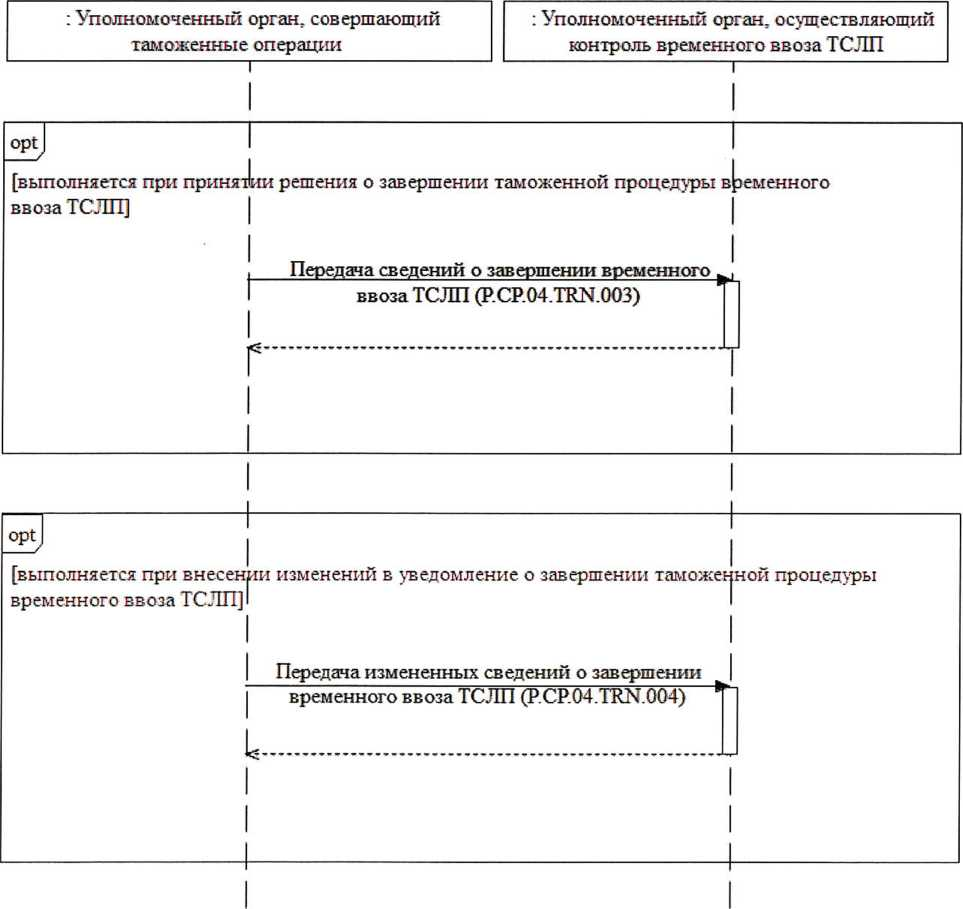 : Уполномоченный орган, совершающий
таможенные операции
: Уполномоченный орган, осуществляющий
контроль временного ввоза ТСЛП
opt
[выполняется при принятии решения о завершении таможенной процедуры временного
ввоза ТСЛП]
Передача сведений о завершении временного
ввоза ТСЛП (P.CP.04.TRN.003)
opt
[выполняется при внесении изменений в уведомление о завершении таможенной процедуры
временного ввоза ТСЛП]
Передача измененных сведений о завершении
временного ввоза ТСЛП (P.CP.04.TRN.004)